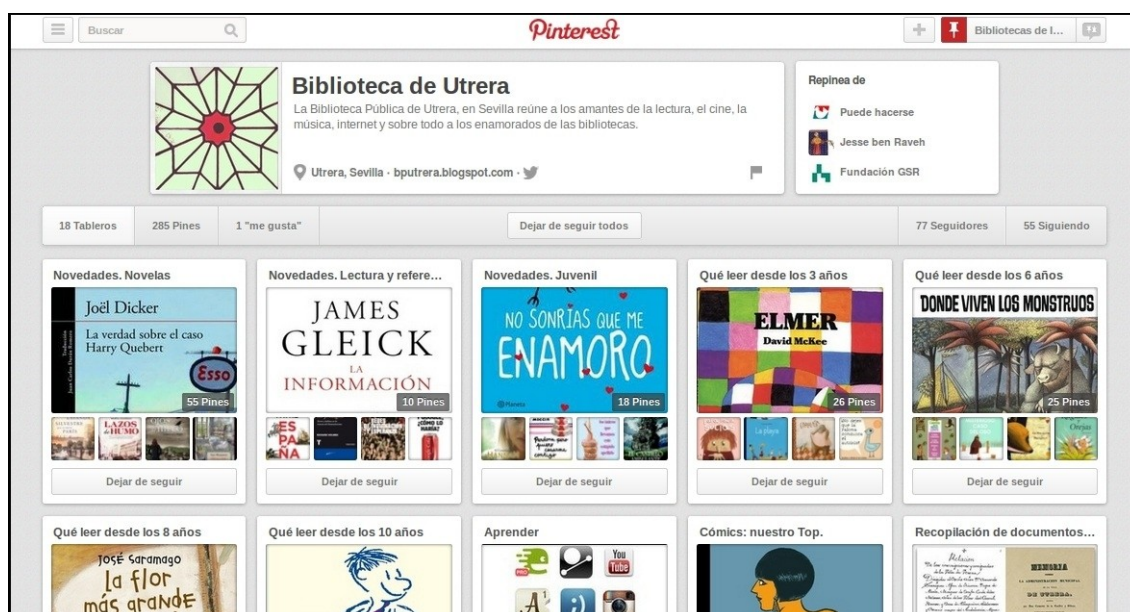 Buscar
Pinterest
Bibliotecas de l...
Biblioteca de Utrera
La Biblioteca Pública de Utrera, en Sevilla reúne a los amantes de la lectura, el cine, la
música, internet y sobre todo a los enamorados de las bibliotecas.
Utrera, Sevilla · bputrera.blogspot.com ·
Repinea de
Puede hacerse
Jesse ben Raveh
Fundación GSR
18 Tableros
285 Pines
1 "me gusta"
Dejar de seguir todos
77 Seguidores
55 Siguiendo
Novedades. Novelas
Joël Dicker
La verdad sobre el caso
Harry Quebert
Esso
55 Pines
LAZOS
DE HUMO
Dejar de seguir
Novedades. Lectura y refere...
JAMES
GLEICK
LA
INFORMACIÓN
10 Pines
ES
PA
ÑA
Dejar de seguir
Novedades. Juvenil
NO SONRÍAS QUE ME
ENAMORO
Planeta
18 Pines
Dejar de seguir
Qué leer desde los 3 años
ELMER
David McKee
26 Pines
La playa
Dejar de seguir
Qué leer desde los 6 años
DONDE VIVEN LOS MONSTRUOS
25 Pines
Orejas
Dejar de seguir
Qué leer desde los 8 años
José Saramago
la flor
más grande
Qué leer desde los 10 años
Aprender
You
Tube
Cómics: nuestro Top.
Recopilación de documentos...
MEMORIA
DE UTRERA,